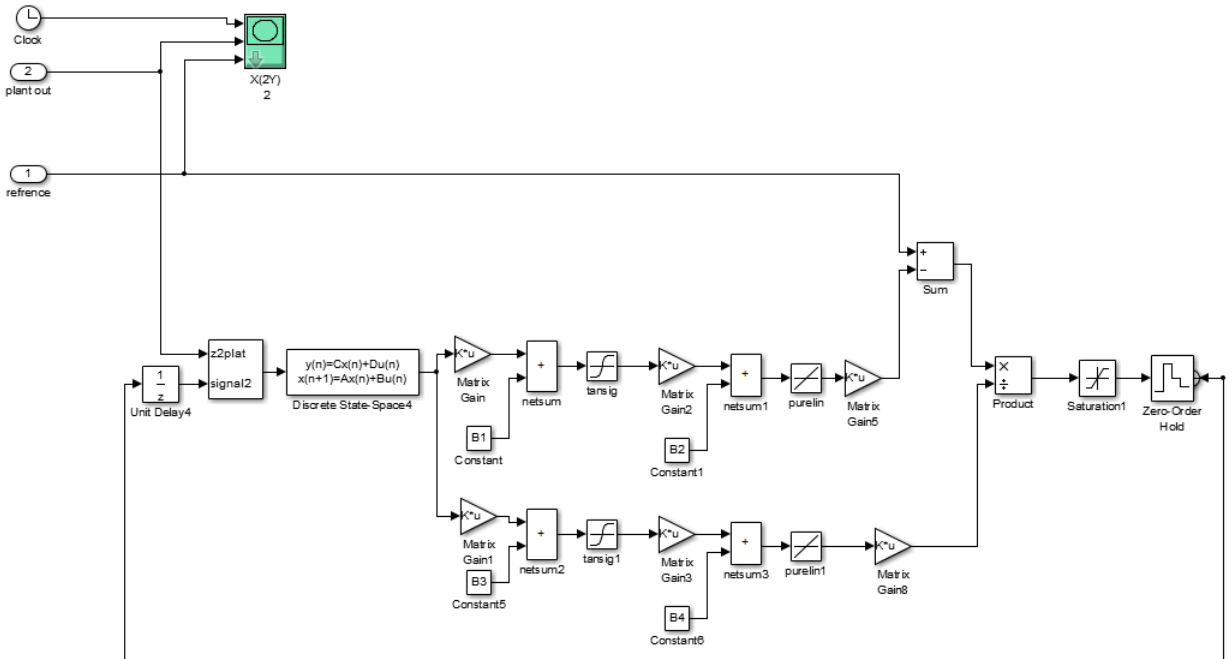 Clock
2
plant out
X(2Y)
2
1
refrence
+
−
Sum
z2plat
signal2
1
z
Unit Delay4
y(n)=Cx(n)+Du(n)
x(n+1)=Ax(n)+Bu(n)
Discrete State-Space4
K*u
Matrix
Gain
+
netsum
tansig
K*u
Matrix
Gain2
+
netsum1
purelin
K*u
Matrix
Gain5
×
÷
Product
Saturation1
Zero-Order
Hold
B1
Constant
B2
Constant1
K*u
Matrix
Gain1
+
netsum2
tansig1
K*u
Matrix
Gain3
+
netsum3
purelin1
K*u
Matrix
Gain8
B3
Constant5
B4
Constant6